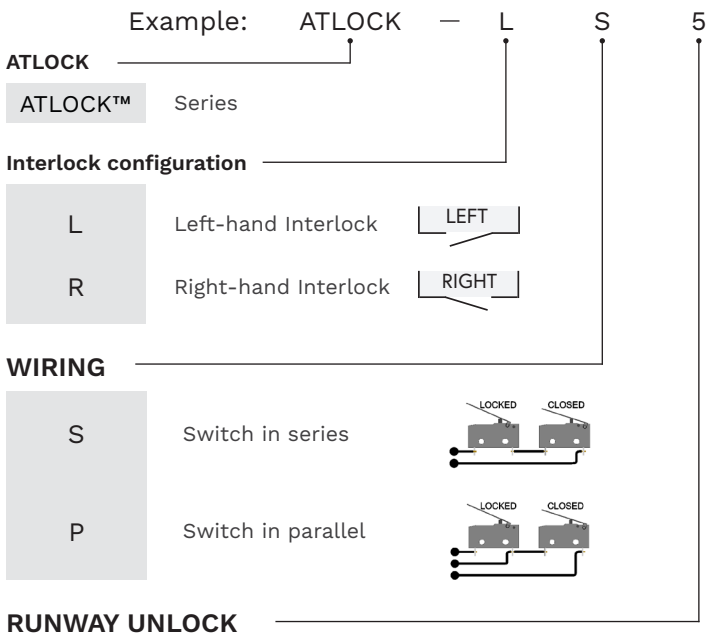 Example: ATLOCK — L S 5
ATLOCK
ATLOCK™ Series
Interlock configuration
L Left-hand Interlock LEFT
R Right-hand Interlock RIGHT
WIRING
LOCKED CLOSED
S Switch in series
LOCKED CLOSED
P Switch in parallel
RUNWAY UNLOCK